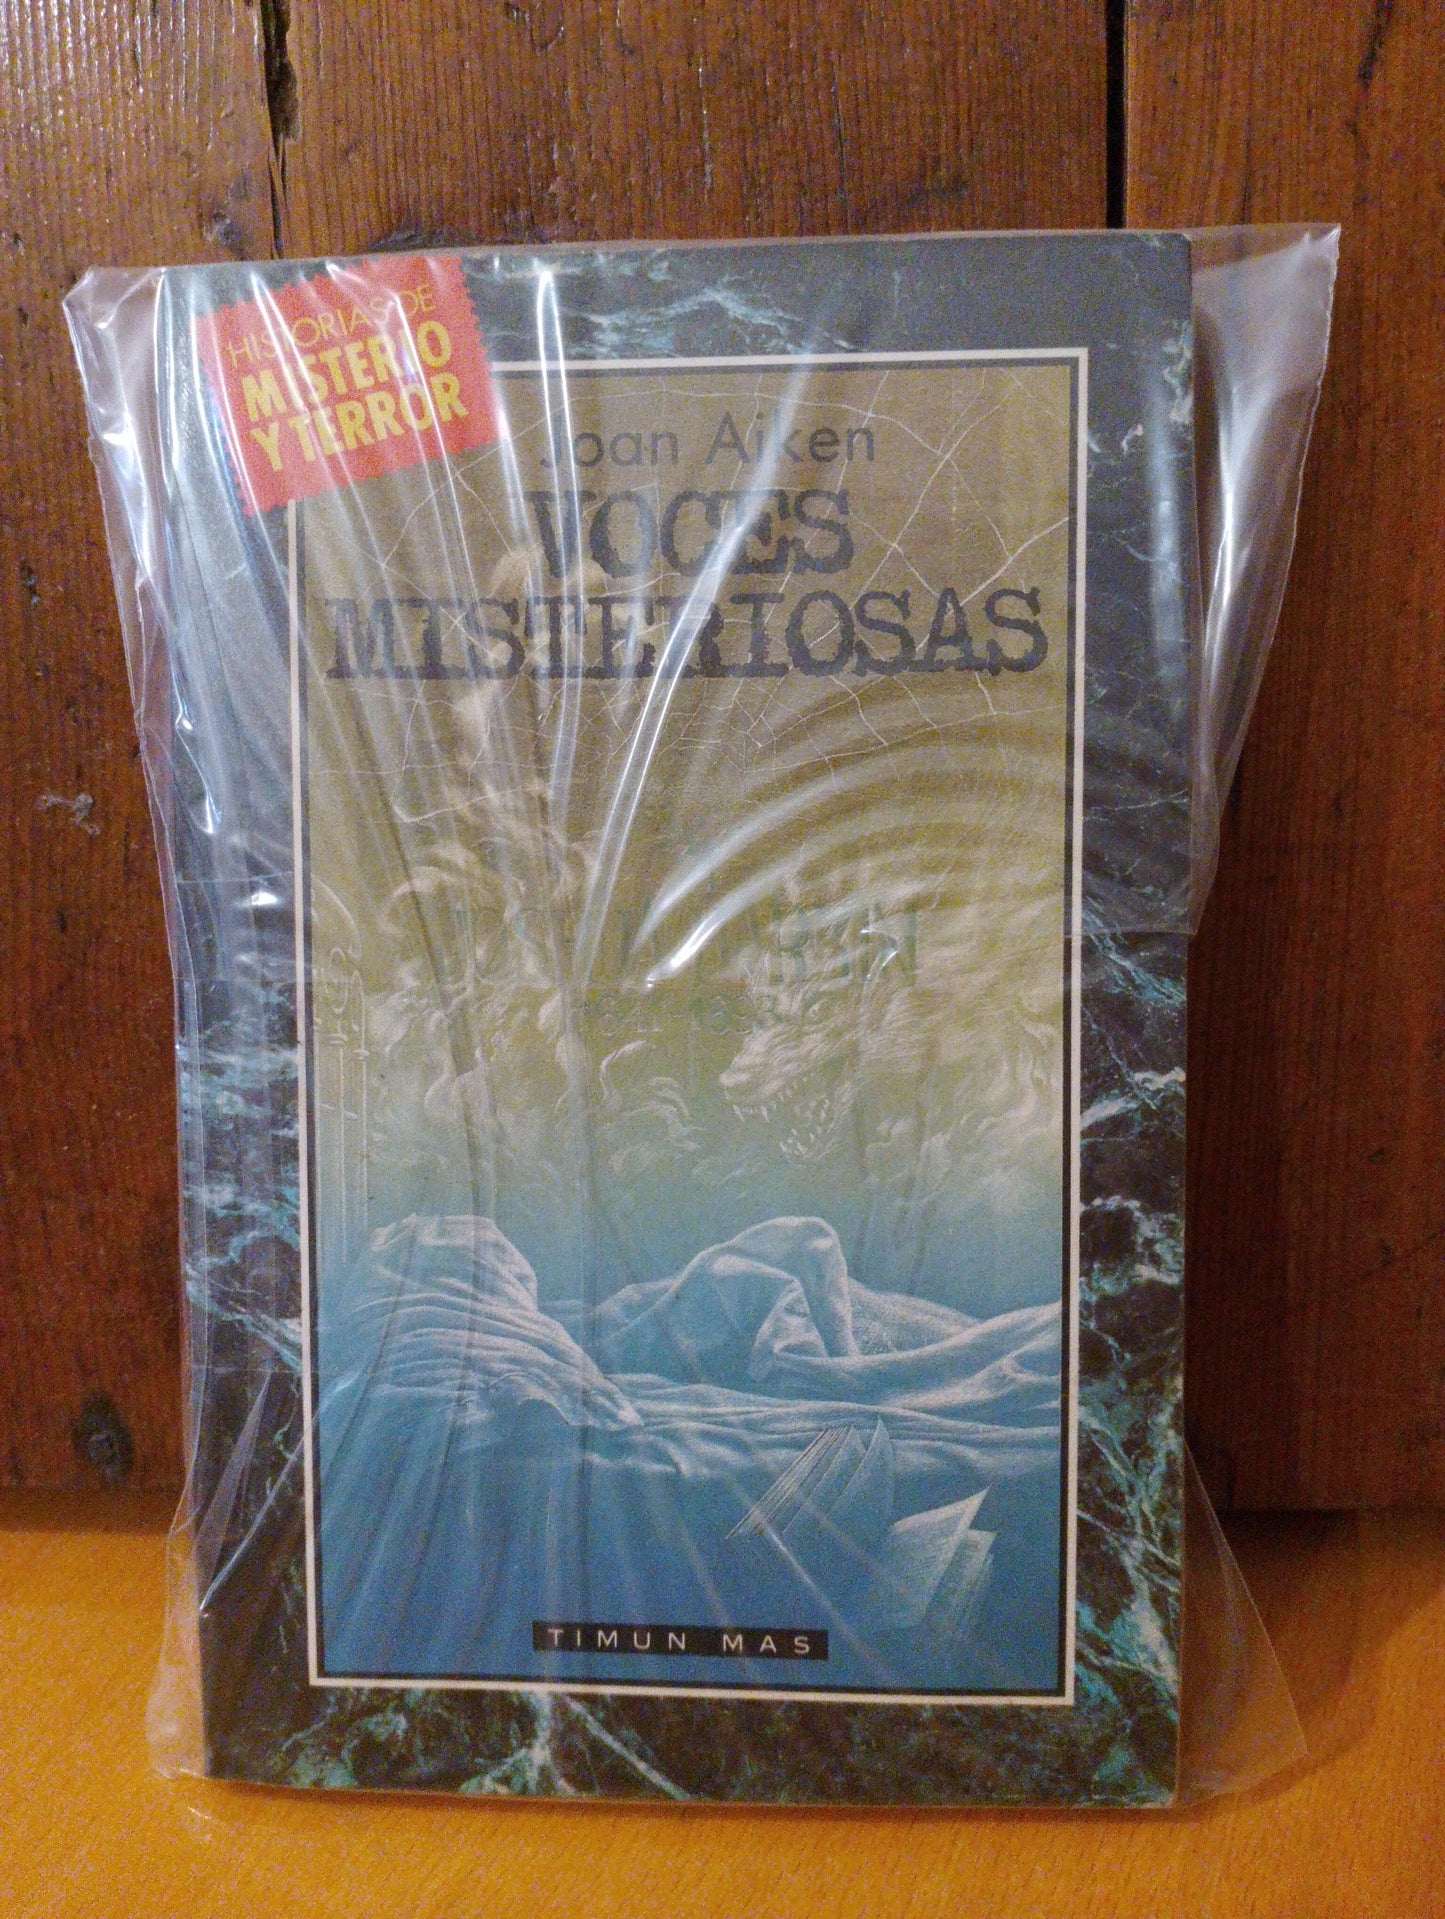 HISTORIAS DE
MISTERIO
Y TERROR
Joan Aiken
VOCES
MISTERIOSAS
TIMUN MAS